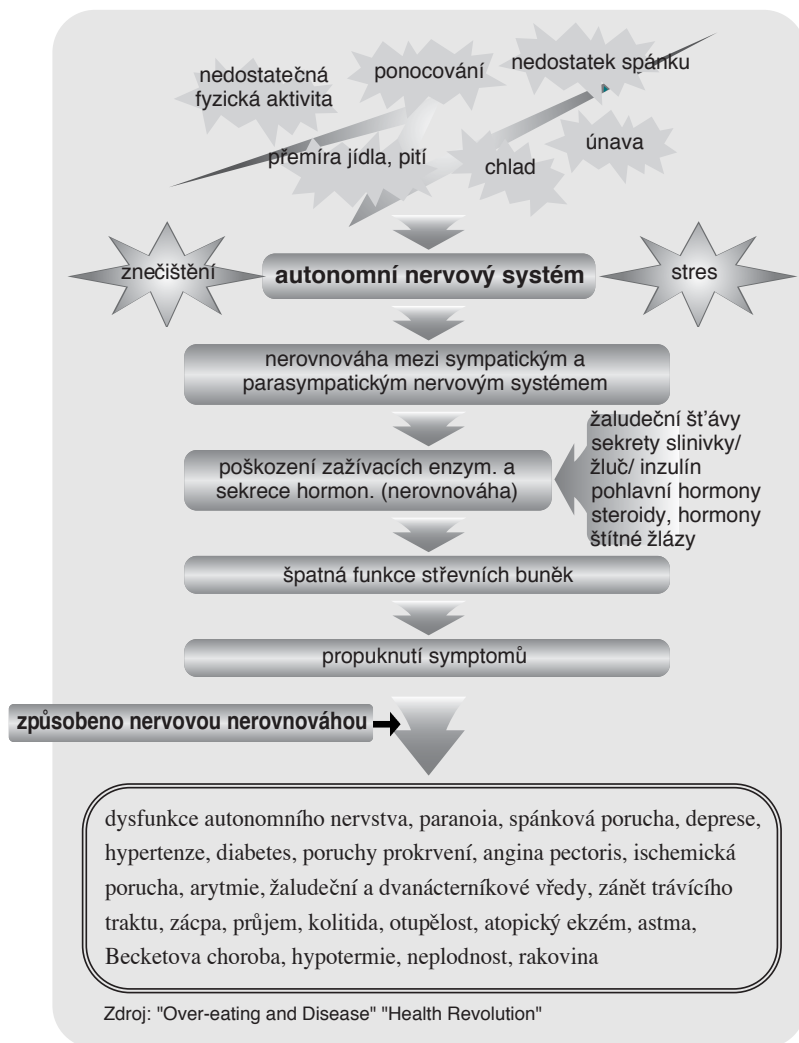 nedostatečná
fyzická aktivita
ponocování
nedostatek spánku
přemíra jídla, pití
chlad
únava
znečištění
autonomní nervový systém
stres
nerovnováha mezi sympatickým a
parasympatickým nervovým systémem
poškození zažívacích enzym. a
sekrece hormon. (nerovnováha)
žaludeční šťávy
sekrety slinivky/
žluč/ inzulín
pohlavní hormony
steroidy, hormony
štítné žlázy
špatná funkce střevních buněk
propuknutí symptomů
způsobeno nervovou nerovnováhou
dysfunkce autonomního nervstva, paranoia, spánková porucha, deprese,
hypertenze, diabetes, poruchy prokrvení, angina pectoris, ischemická
porucha, arytmie, žaludeční a dvanácterníkové vředy, zánět trávícího
traktu, zácpa, průjem, kolitida, otupělost, atopický ekzém, astma,
Becketova choroba, hypotermie, neplodnost, rakovina
Zdroj: "Over-eating and Disease" "Health Revolution"